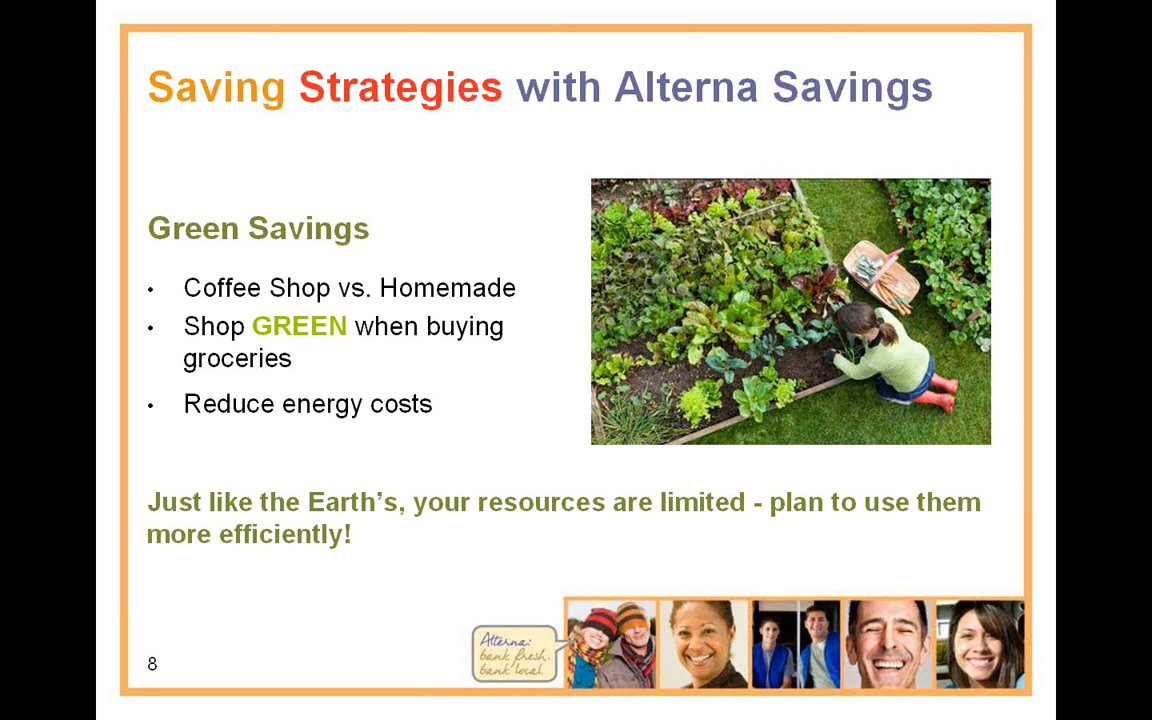 Saving Strategies with Alterna Savings
Green Savings
• Coffee Shop vs. Homemade
• Shop GREEN when buying
groceries
• Reduce energy costs
Just like the Earth’s, your resources are limited - plan to use them
more efficiently!
Alterna:
bank fresh.
bank local.
8